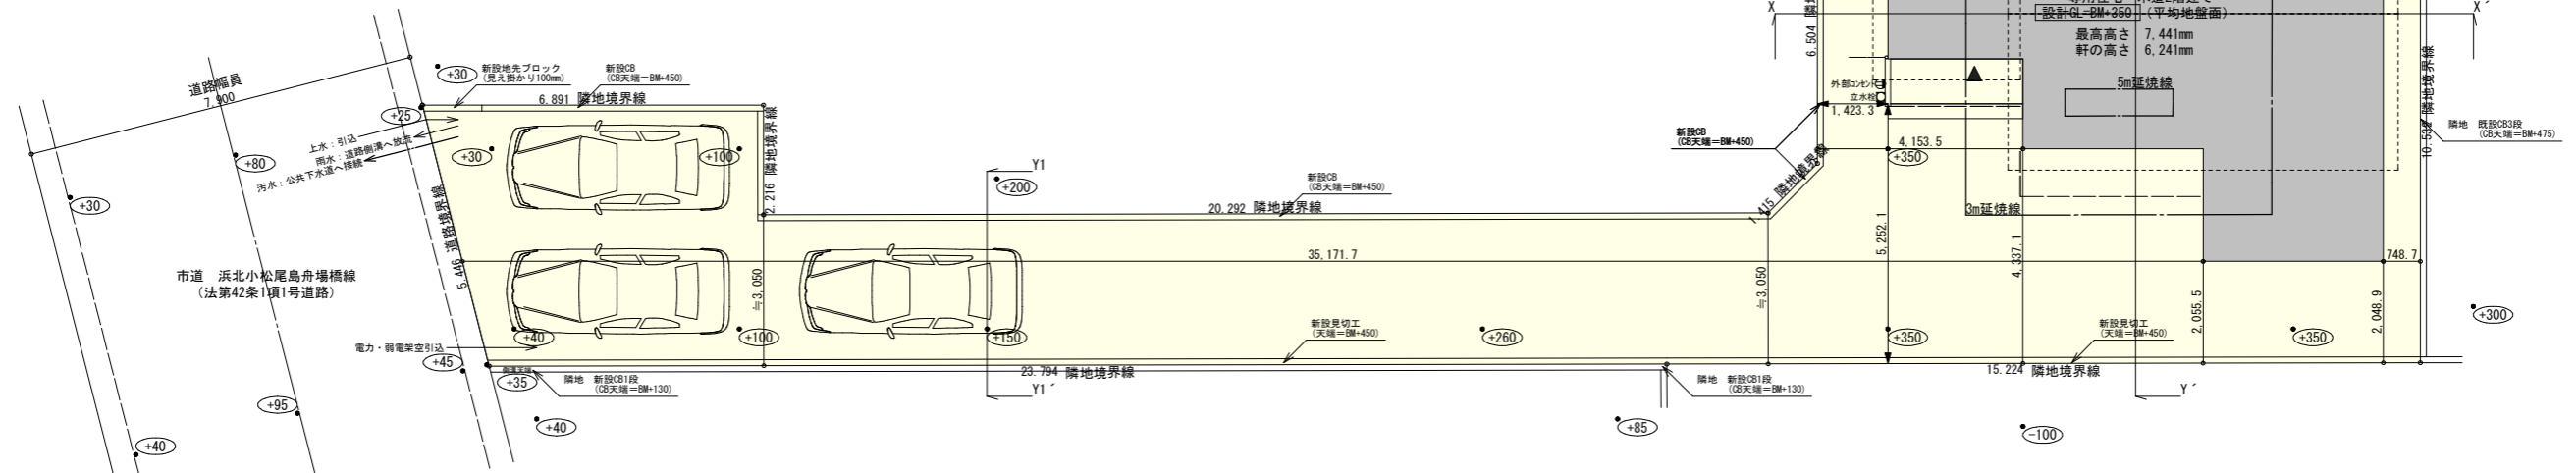 道路幅員
7,900
+30
新設地先ブロック
(見え掛かり100mm)
新設CB
(CB天端＝BM+450)
6.891 隣地境界線
+25
上水：引込
雨水：道路側溝へ放流
汚水：公共下水道へ接続
+80
+30
+30
+100
2.216 隣地境界線
Y1
+200
新設CB
(CB天端＝BM+450)
20.292 隣地境界線
市道 浜北小松尾島舟場橋線
(法第42条1項1号道路)
5.446 道路境界線
≒3,050
35,171.7
≒3,050
+40
+100
+150
+260
新設見切工
(天端＝BM+450)
電力・弱電架空引込
+45
+35
隣地 新設CB1段
(CB天端＝BM+130)
23.794 隣地境界線
Y1´
隣地 新設CB1段
(CB天端＝BM+130)
+95
+40
+40
+85
-100
X
6.504
設計GL=BM+350 (平均地盤面)
最高高さ 7,441mm
軒の高さ 6,241mm
X´
外部コンセント
立水栓
1,423.3
新設CB
(CB天端＝BM+450)
4,153.5
+350
1.415 隣地境界線
5m延焼線
3m延焼線
10.532 隣地境界線
隣地 既設CB3段
(CB天端＝BM+475)
5,252.1
4,337.1
748.7
2,055.5
2,048.9
+350
新設見切工
(天端＝BM+450)
+350
+300
15.224 隣地境界線
Y´